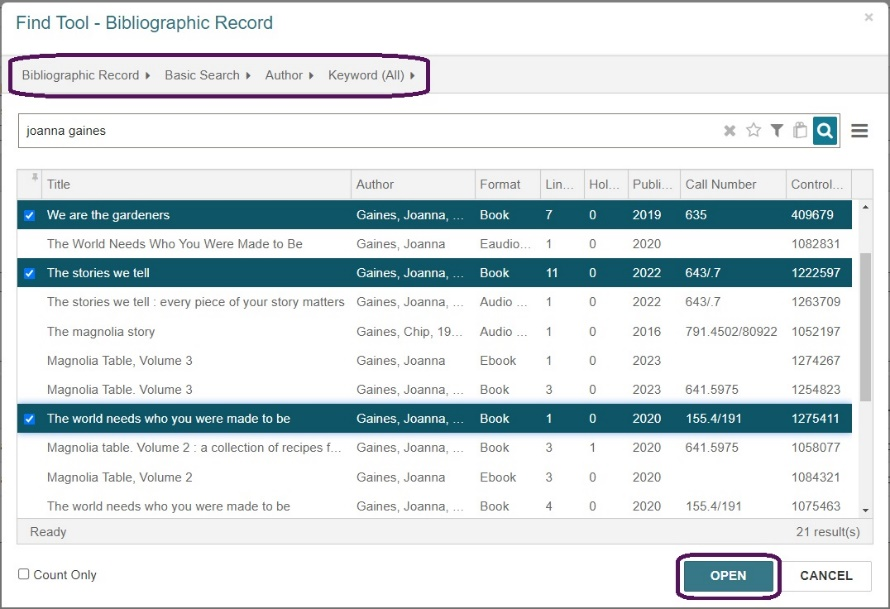 Find Tool - Bibliographic Record ×
Bibliographic Record ▸ Basic Search ▸ Author ▸ Keyword (All) ▸
joanna gaines
Title Author Format Lin... Hol... Publi... Call Number Control...
We are the gardeners Gaines, Joanna, ... Book 7 0 2019 635 409679
The World Needs Who You Were Made to Be Gaines, Joanna Eaudio... 1 0 2020 1082831
The stories we tell Gaines, Joanna, ... Book 11 0 2022 643/.7 1222597
The stories we tell : every piece of your story matters Gaines, Joanna, ... Audio ... 1 0 2022 643/.7 1263709
The magnolia story Gaines, Chip, 19... Audio ... 1 0 2016 791.4502/80922 1052197
Magnolia Table, Volume 3 Gaines, Joanna Ebook 1 0 2023 1274267
Magnolia Table. Volume 3 Gaines, Joanna, ... Book 3 0 2023 641.5975 1254823
The world needs who you were made to be Gaines, Joanna, ... Book 1 0 2020 155.4/191 1275411
Magnolia table. Volume 2 : a collection of recipes f... Gaines, Joanna, ... Book 3 1 2020 641.5975 1058077
Magnolia Table, Volume 2 Gaines, Joanna Ebook 3 0 2020 1084321
The world needs who you were made to be Gaines, Joanna, ... Book 4 0 2020 155.4/191 1075463
Ready 21 result(s)
Count Only
OPEN CANCEL